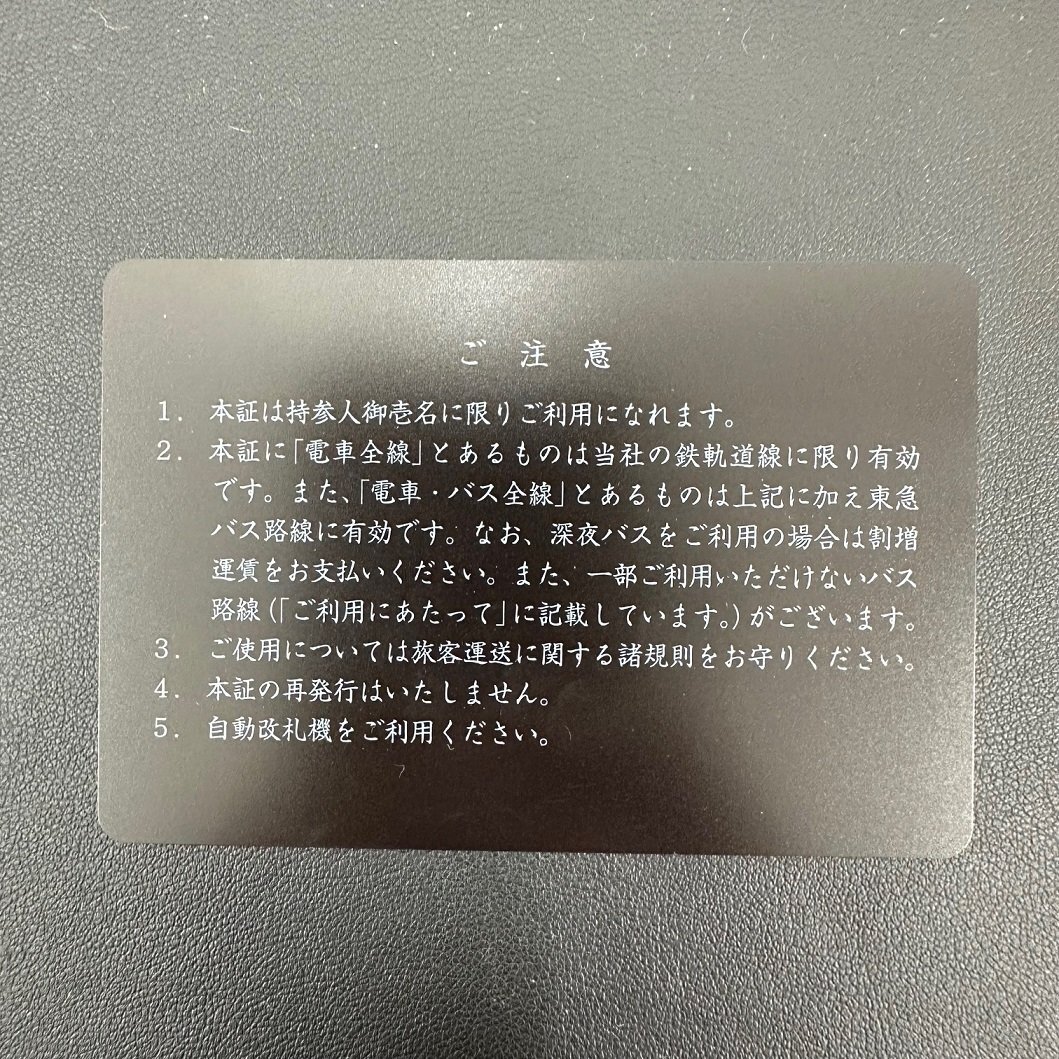 ご注意
1. 本証は持参人御壱名に限りご利用になれます。
2. 本証に「電車全線」とあるものは当社の鉄軌道線に限り有効
です。また、「電車・バス全線」とあるものは上記に加え東急
バス路線に有効です。なお、深夜バスをご利用の場合は割増
運賃をお支払いください。また、一部ご利用いただけないバス
路線(「ご利用にあたって」に記載しています。)がございます。
3. ご使用については旅客運送に関する諸規則をお守りください。
4. 本証の再発行はいたしません。
5. 自動改札機をご利用ください。